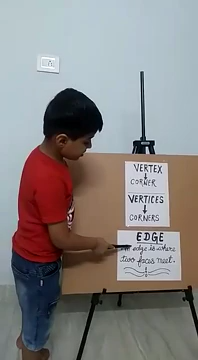 VERTEX
CORNER
VERTICES
CORNERS
EDGE
edge is where
two faces meet.